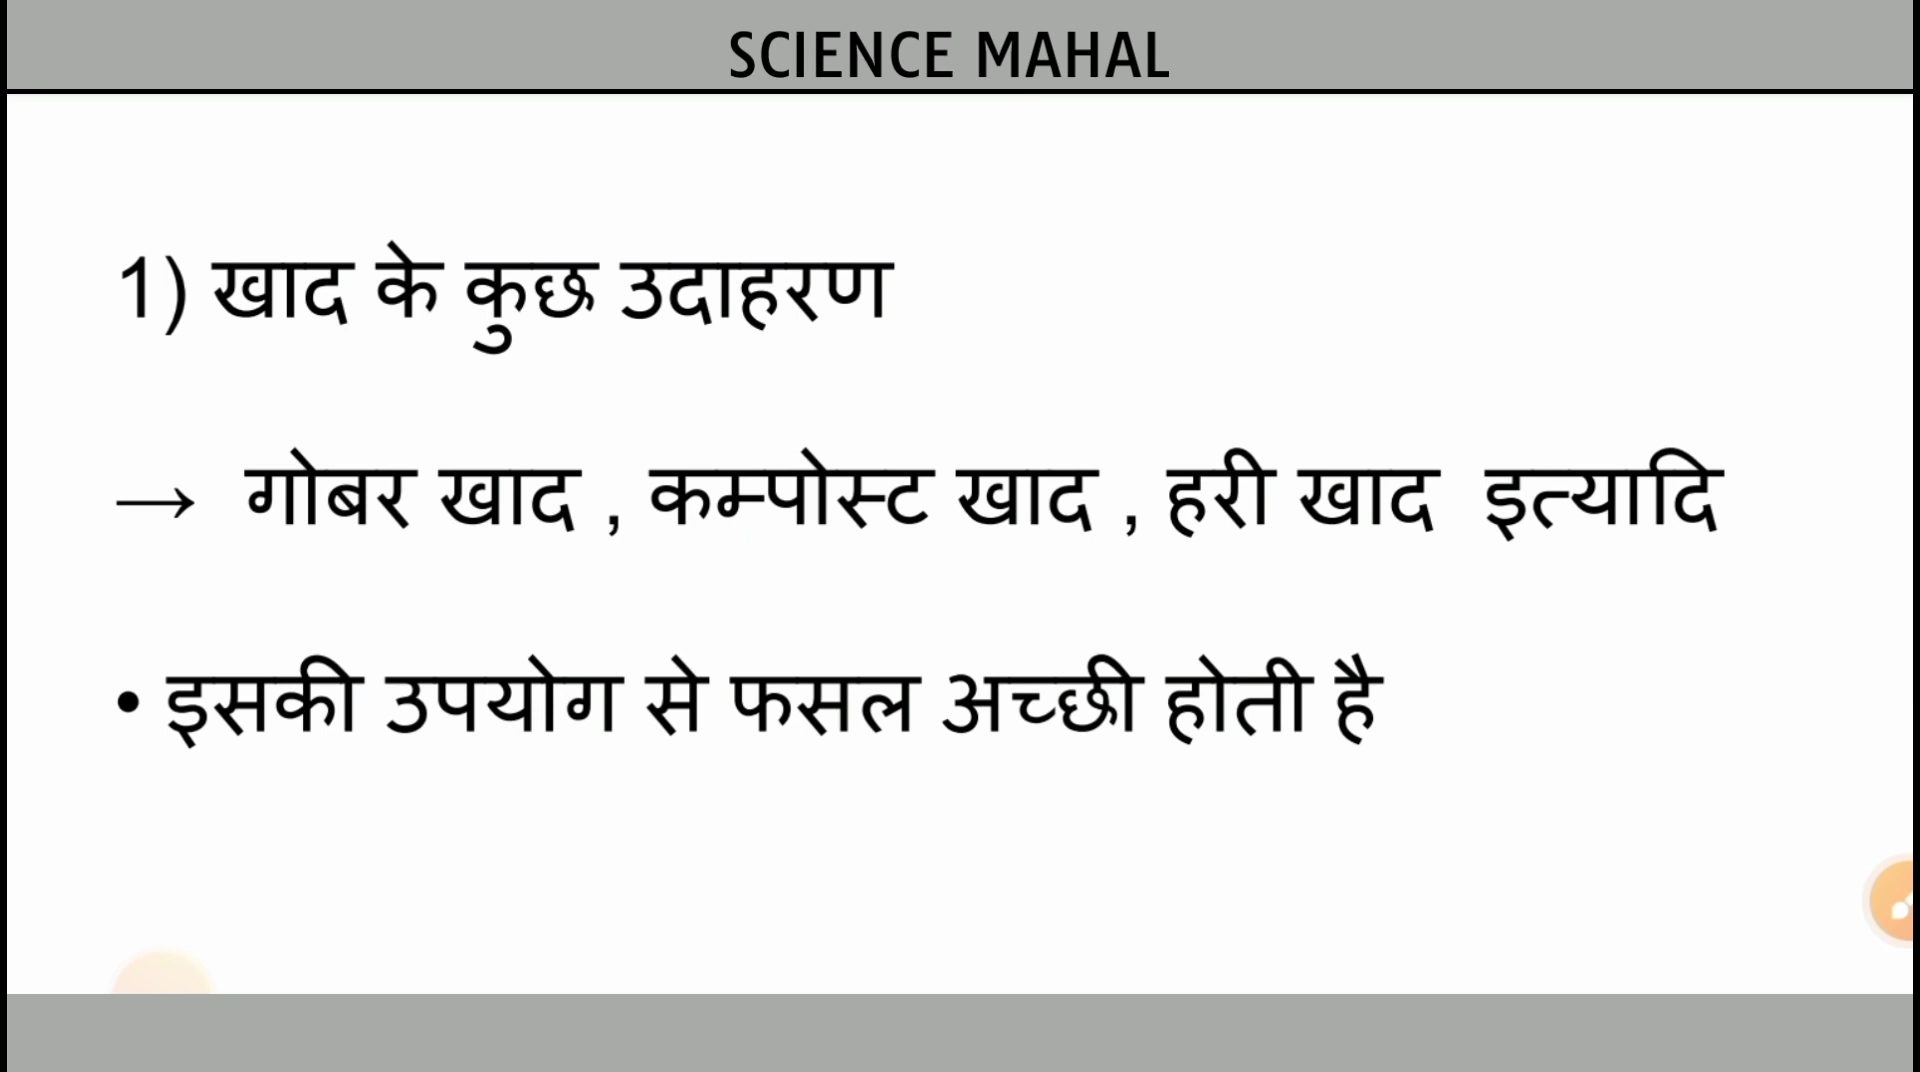 SCIENCE MAHAL
1) खाद के कुछ उदाहरण
→ गोबर खाद , कम्पोस्ट खाद , हरी खाद इत्यादि
• इसकी उपयोग से फसल अच्छी होती है